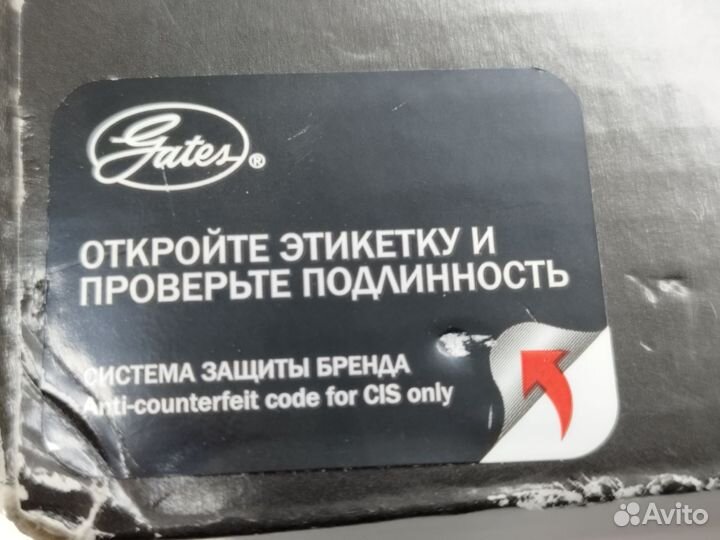 Gates®
ОТКРОЙТЕ ЭТИКЕТКУ И
ПРОВЕРЬТЕ ПОДЛИННОСТЬ
СИСТЕМА ЗАЩИТЫ БРЕНДА
Anti-counterfeit code for CIS only
Avito